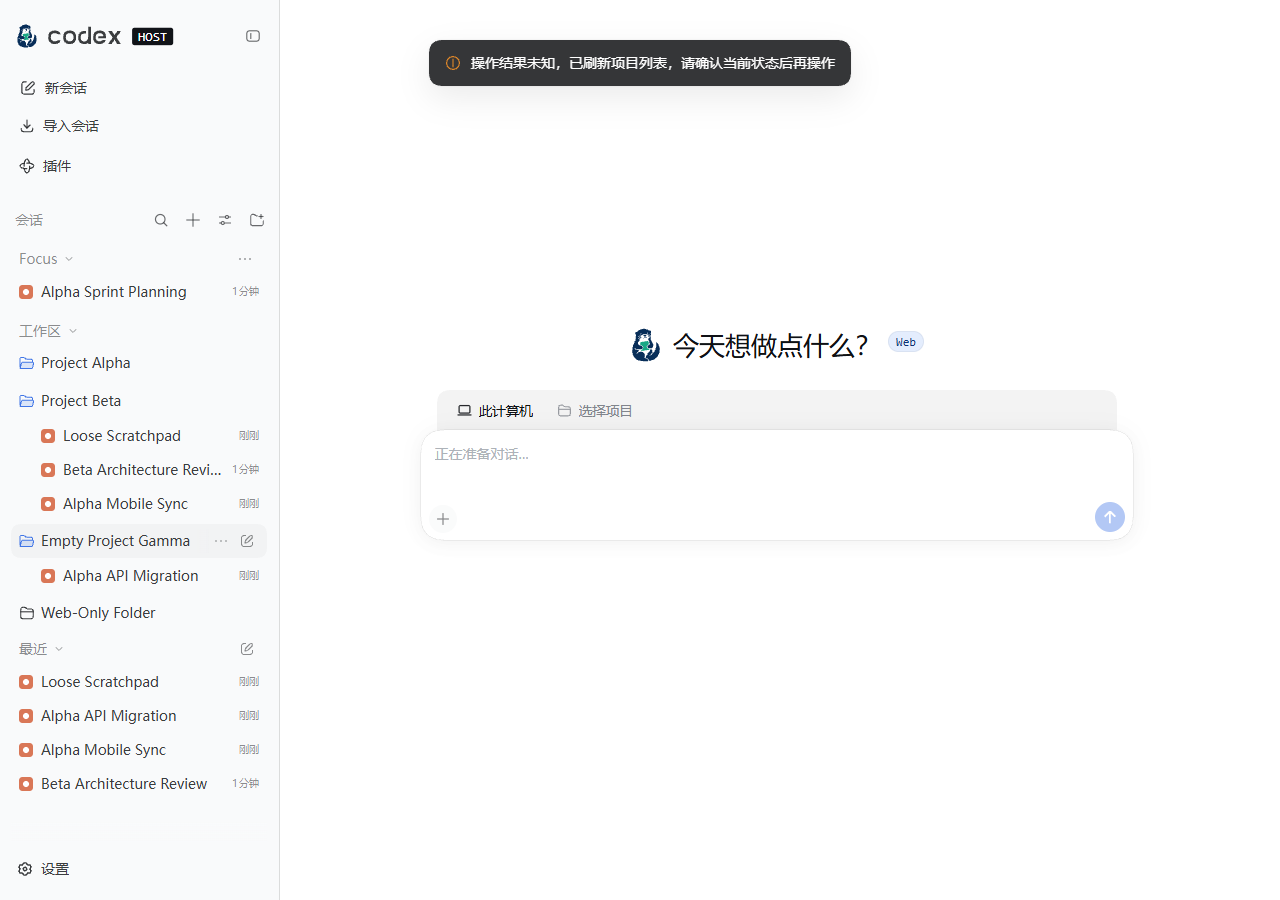 codex HOST
操作结果未知，已刷新项目列表，请确认当前状态后再操作
新会话
导入会话
插件
会话
Focus
Alpha Sprint Planning 1分钟
工作区
Project Alpha
Project Beta
Loose Scratchpad 刚刚
Beta Architecture Revi... 1分钟
Alpha Mobile Sync 刚刚
Empty Project Gamma
Alpha API Migration 刚刚
Web-Only Folder
最近
Loose Scratchpad 刚刚
Alpha API Migration 刚刚
Alpha Mobile Sync 刚刚
Beta Architecture Review 1分钟
设置
今天想做点什么？ Web
此计算机 选择项目
正在准备对话...